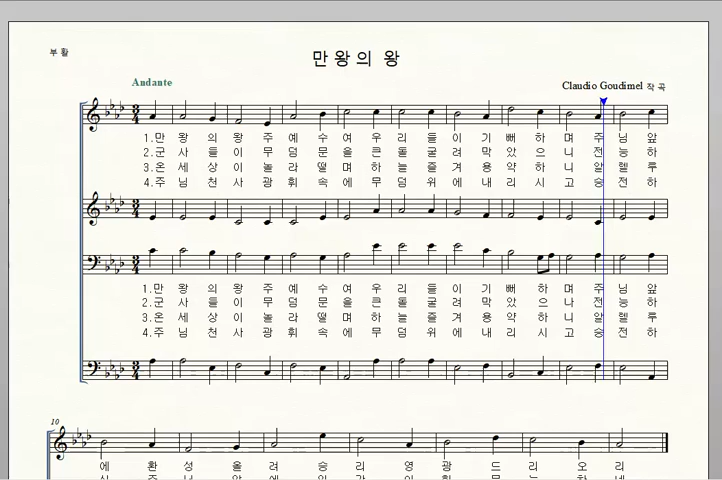 부 활
만 왕 의 왕
Andante
Claudio Goudimel 작 곡
1.만 왕 의 왕 주 예 수 여 우 리 들 이 기 뻐 하 며 주 님 앞
2.군 사 들 이 무 덤 문 을 큰 돌 굴 려 막 았 으 나 전 능 하
3.온 세 상 이 놀 라 떨 며 하 늘 즐 겨 용 약 하 니 알 렐 루
4.주 님 천 사 광 휘 속 에 무 덤 위 에 내 리 시 고 승 전 하
1.만 왕 의 왕 주 예 수 여 우 리 들 이 기 뻐 하 며 주 님 앞
2.군 사 들 이 무 덤 문 을 큰 돌 굴 려 막 았 으 나 전 능 하
3.온 세 상 이 놀 라 떨 며 하 늘 즐 겨 용 약 하 니 알 렐 루
4.주 님 천 사 광 휘 속 에 무 덤 위 에 내 리 시 고 승 전 하
10
에 환 성 올 려 승 리 영 광 드 리 오 리